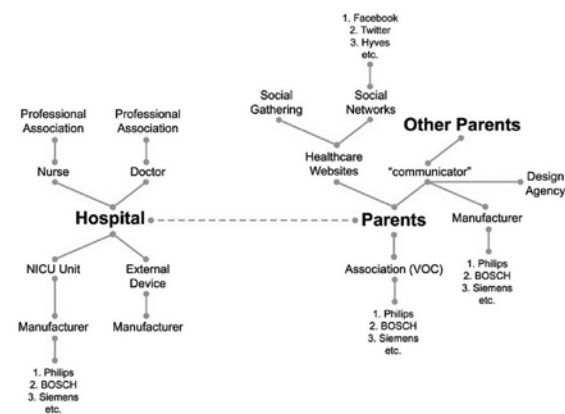 1. Facebook
2. Twitter
3. Hyves
etc.
Social
Gathering
Social
Networks
Professional
Association
Professional
Association
Other Parents
Nurse
Doctor
Healthcare
Websites
"communicator"
Design
Agency
Hospital
Parents
Manufacturer
NICU Unit
External
Device
Association (VOC)
1. Philips
2. BOSCH
3. Siemens
etc.
Manufacturer
Manufacturer
1. Philips
2. BOSCH
3. Siemens
etc.
1. Philips
2. BOSCH
3. Siemens
etc.